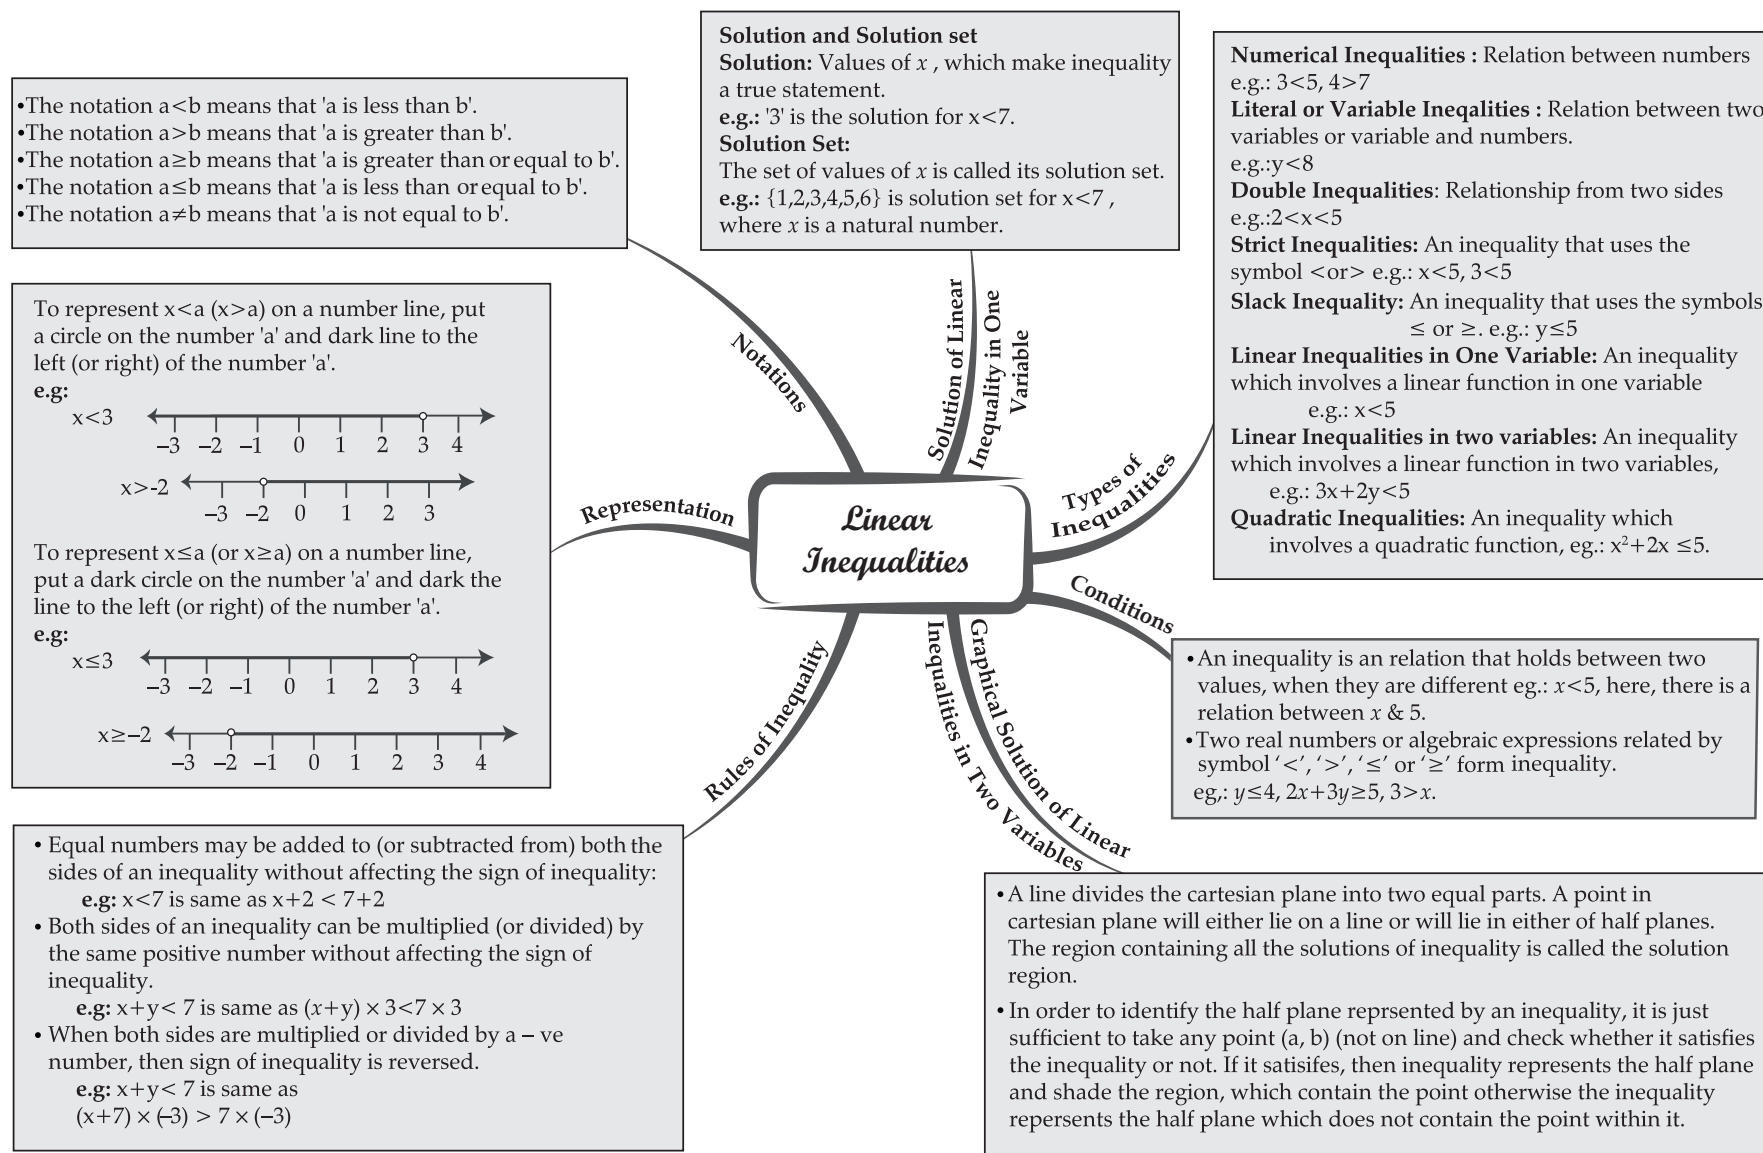 Linear
Inequalities
Notations
•The notation a<b means that 'a is less than b'.
•The notation a>b means that 'a is greater than b'.
•The notation a≥b means that 'a is greater than or equal to b'.
•The notation a≤b means that 'a is less than or equal to b'.
•The notation a≠b means that 'a is not equal to b'.
Solution of Linear
Inequality in One
Variable
Solution and Solution set
Solution: Values of x , which make inequality
a true statement.
e.g.: '3' is the solution for x<7.
Solution Set:
The set of values of x is called its solution set.
e.g.: {1,2,3,4,5,6} is solution set for x<7 ,
where x is a natural number.
Types of
Inequalities
Numerical Inequalities : Relation between numbers
e.g.: 3<5, 4>7
Literal or Variable Ineqalities : Relation between two
variables or variable and numbers.
e.g.:y<8
Double Inequalities: Relationship from two sides
e.g.:2<x<5
Strict Inequalities: An inequality that uses the
symbol <or> e.g.: x<5, 3<5
Slack Inequality: An inequality that uses the symbols
≤ or ≥. e.g.: y≤5
Linear Inequalities in One Variable: An inequality
which involves a linear function in one variable
e.g.: x<5
Linear Inequalities in two variables: An inequality
which involves a linear function in two variables,
e.g.: 3x+2y<5
Quadratic Inequalities: An inequality which
involves a quadratic function, eg.: x²+2x ≤5.
Representation
To represent x<a (x>a) on a number line, put
a circle on the number 'a' and dark line to the
left (or right) of the number 'a'.
e.g:
x<3
–3 –2 –1 0 1 2 3 4
x>-2
–3 –2 0 1 2 3
To represent x≤a (or x≥a) on a number line,
put a dark circle on the number 'a' and dark the
line to the left (or right) of the number 'a'.
e.g:
x≤3
–3 –2 –1 0 1 2 3 4
x≥–2
–3 –2 –1 0 1 2 3 4
Conditions
•An inequality is an relation that holds between two
values, when they are different eg.: x<5, here, there is a
relation between x & 5.
•Two real numbers or algebraic expressions related by
symbol ‘<’, ‘>’, ‘≤’ or ‘≥’ form inequality.
eg,: y≤4, 2x+3y≥5, 3>x.
Rules of Inequality
• Equal numbers may be added to (or subtracted from) both the
sides of an inequality without affecting the sign of inequality:
e.g: x<7 is same as x+2 < 7+2
• Both sides of an inequality can be multiplied (or divided) by
the same positive number without affecting the sign of
inequality.
e.g: x+y< 7 is same as (x+y) × 3<7 × 3
• When both sides are multiplied or divided by a – ve
number, then sign of inequality is reversed.
e.g: x+y< 7 is same as
(x+7) × (–3) > 7 × (–3)
Graphical Solution of Linear
Inequalities in Two Variables
•A line divides the cartesian plane into two equal parts. A point in
cartesian plane will either lie on a line or will lie in either of half planes.
The region containing all the solutions of inequality is called the solution
region.
•In order to identify the half plane reprsented by an inequality, it is just
sufficient to take any point (a, b) (not on line) and check whether it satisfies
the inequality or not. If it satisifes, then inequality represents the half plane
and shade the region, which contain the point otherwise the inequality
repersents the half plane which does not contain the point within it.